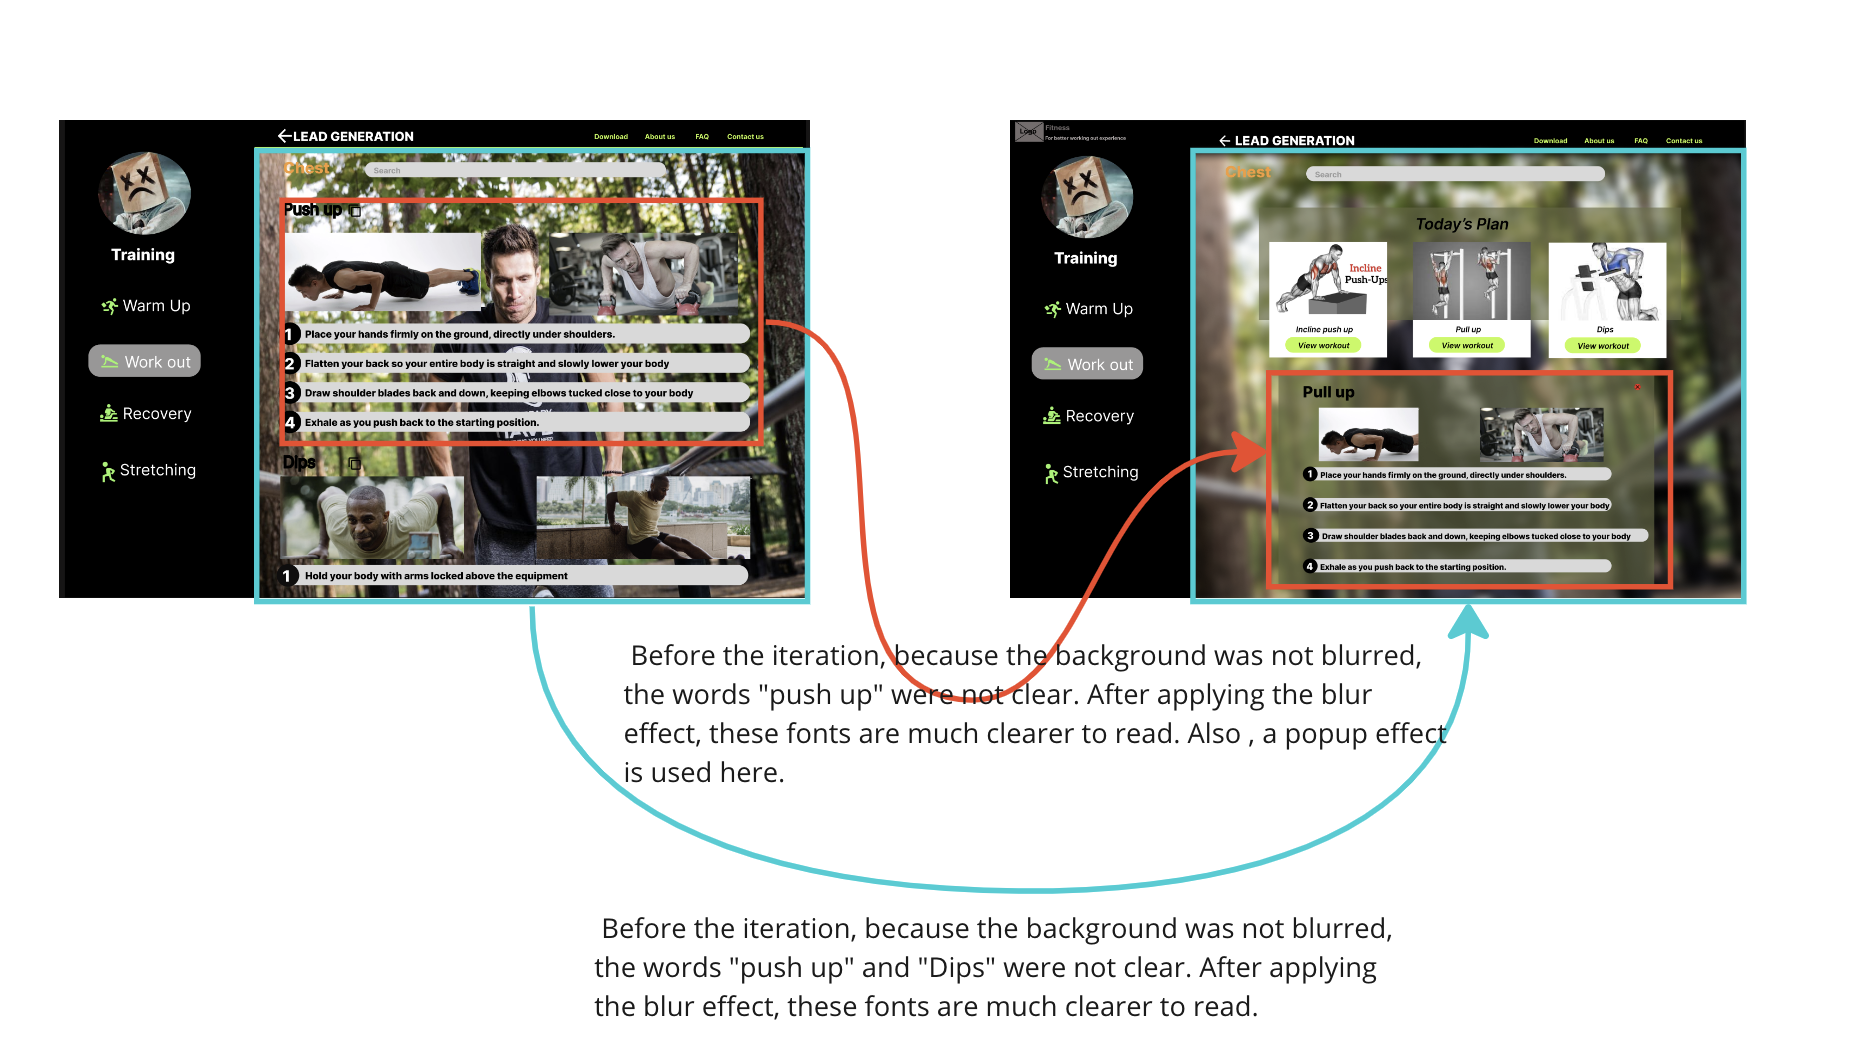 LEAD GENERATION
Download About us FAQ Contact us
Training
Warm Up
Work out
Recovery
Stretching
Chest
Search
Push up
1 Place your hands firmly on the ground, directly under shoulders.
2 Flatten your back so your entire body is straight and slowly lower your body
3 Draw shoulder blades back and down, keeping elbows tucked close to your body
4 Exhale as you push back to the starting position.
Dips
1 Hold your body with arms locked above the equipment
Logo
Fitness
For better working out experience
LEAD GENERATION
Download About us FAQ Contact us
Training
Warm Up
Work out
Recovery
Stretching
Chest
Search
Today's Plan
Incline
Push-Ups
Incline push up Pull up Dips
View workout View workout View workout
Pull up
1 Place your hands firmly on the ground, directly under shoulders.
2 Flatten your back so your entire body is straight and slowly lower your body
3 Draw shoulder blades back and down, keeping elbows tucked close to your body
4 Exhale as you push back to the starting position.
Before the iteration, because the background was not blurred,
the words "push up" were not clear. After applying the blur
effect, these fonts are much clearer to read. Also , a popup effect
is used here.
Before the iteration, because the background was not blurred,
the words "push up" and "Dips" were not clear. After applying
the blur effect, these fonts are much clearer to read.